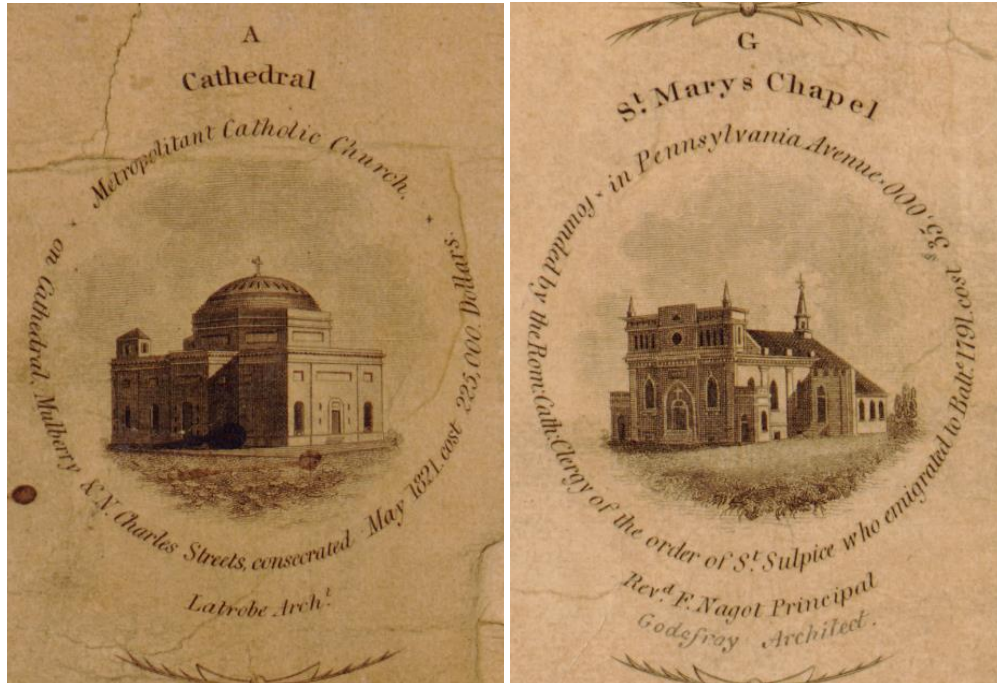 A
Cathedral
Metropolitant Catholic Church,
on Cathedral, Mulberry & N. Charles Streets, consecrated May 1821. cost 225,000 Dollars.
Latrobe Archt.
G
St. Marys Chapel
in Pennsylvania Avenue.
founded by the Rom: Cath: Clergy of the order of St. Sulpice who emigrated to Balte. 1791. cost $35,000
Revd. F. Nagot Principal
Godefroy Architect.